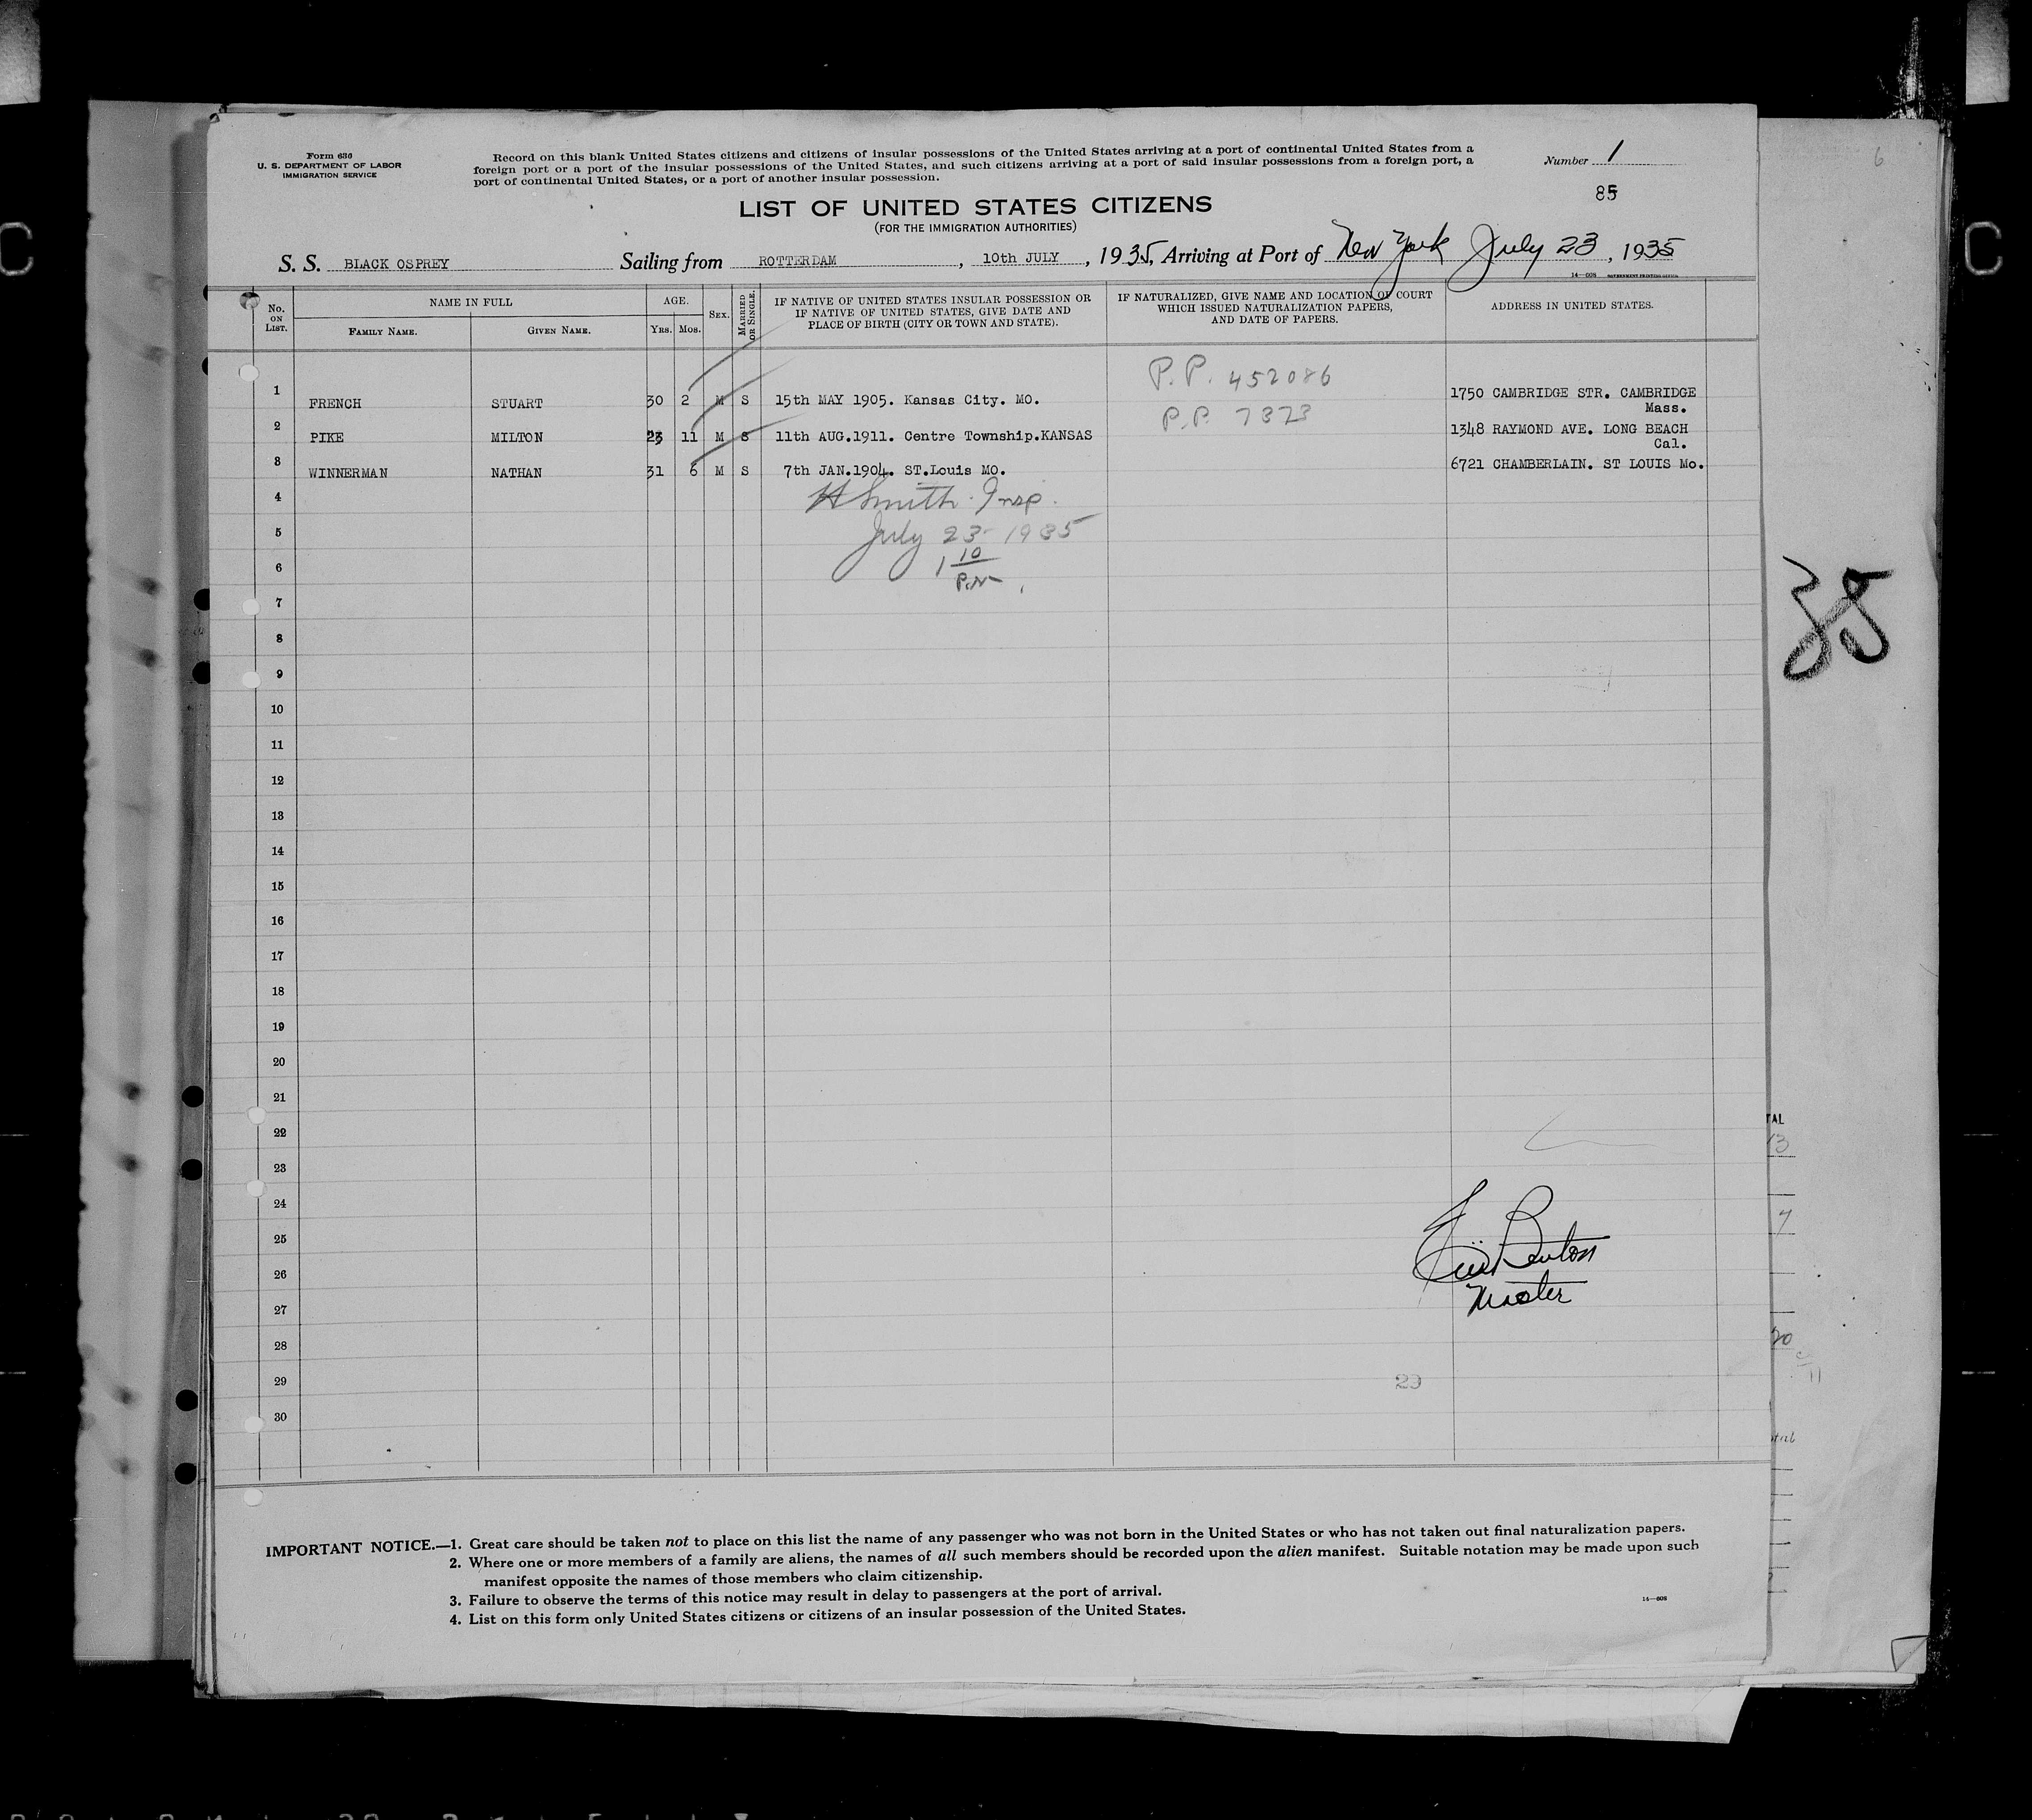 Form 630
U. S. DEPARTMENT OF LABOR
IMMIGRATION SERVICE
Record on this blank United States citizens and citizens of insular possessions of the United States arriving at a port of continental United States from a
foreign port or a port of the insular possessions of the United States, and such citizens arriving at a port of said insular possessions from a foreign port, a
port of continental United States, or a port of another insular possession.
Number 1
6
85
LIST OF UNITED STATES CITIZENS
(FOR THE IMMIGRATION AUTHORITIES)
S. S. BLACK OSPREY Sailing from ROTTERDAM, 10th JULY, 1935, Arriving at Port of New York July 23, 1935
14—608 GOVERNMENT PRINTING OFFICE
No. ON LIST. NAME IN FULL FAMILY NAME. GIVEN NAME. AGE. YRS. MOS. SEX. MARRIED OR SINGLE. IF NATIVE OF UNITED STATES INSULAR POSSESSION OR IF NATIVE OF UNITED STATES, GIVE DATE AND PLACE OF BIRTH (CITY OR TOWN AND STATE). IF NATURALIZED, GIVE NAME AND LOCATION OF COURT WHICH ISSUED NATURALIZATION PAPERS, AND DATE OF PAPERS. ADDRESS IN UNITED STATES.
1 FRENCH STUART 30 2 M S 15th MAY 1905. Kansas City. MO. P.P. 452086 1750 CAMBRIDGE STR. CAMBRIDGE
Mass.
2 PIKE MILTON 23 11 M S 11th AUG.1911. Centre Township.KANSAS P.P. 7373 1348 RAYMOND AVE. LONG BEACH
Cal.
3 WINNERMAN NATHAN 31 6 M S 7th JAN.1904. ST.Louis MO. 6721 CHAMBERLAIN. ST LOUIS Mo.
4 H Smith Insp.
5 July 23- 1935
6 1 10
P.M.
35
7
8
9
10
11
12
13
14
15
16
17
18
19
20
21
22
23
24
25
26
27
28
29
30
TAL
13
7
20
11
Benton
Master
29
IMPORTANT NOTICE.—1. Great care should be taken not to place on this list the name of any passenger who was not born in the United States or who has not taken out final naturalization papers.
2. Where one or more members of a family are aliens, the names of all such members should be recorded upon the alien manifest. Suitable notation may be made upon such
manifest opposite the names of those members who claim citizenship.
3. Failure to observe the terms of this notice may result in delay to passengers at the port of arrival.
4. List on this form only United States citizens or citizens of an insular possession of the United States.
14—608